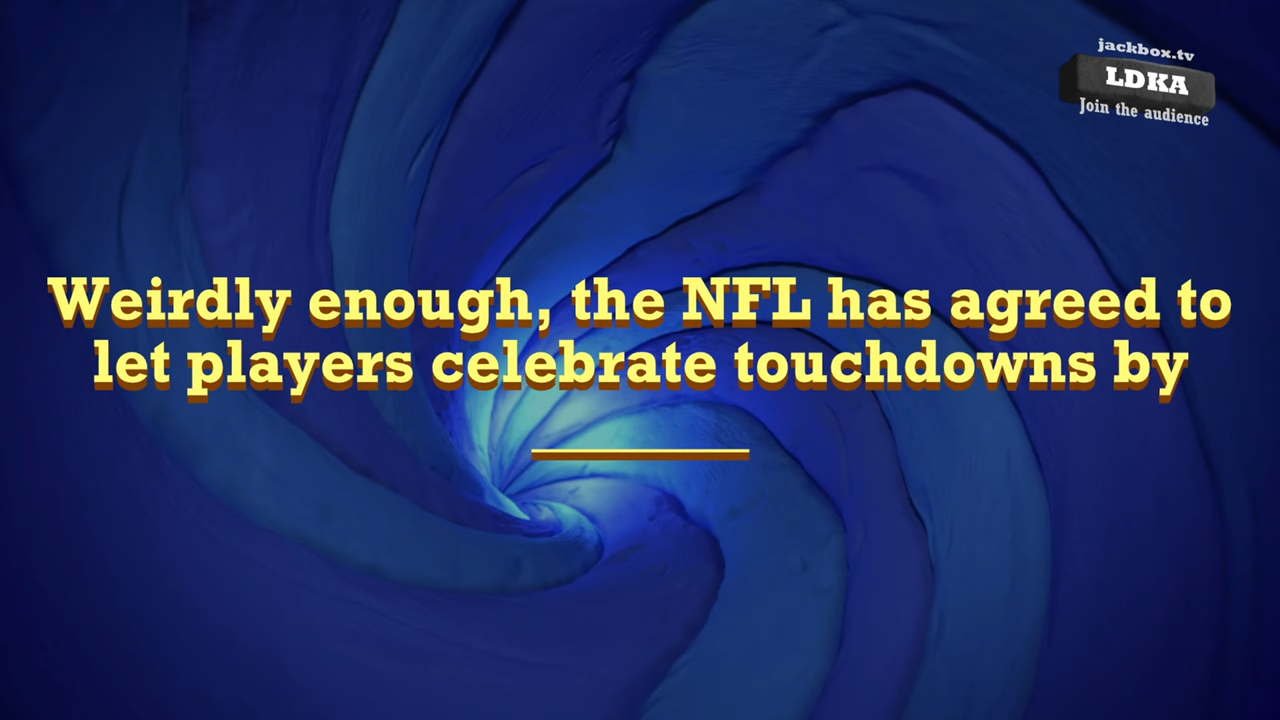 jackbox.tv
LDKA
Join the audience
Weirdly enough, the NFL has agreed to
let players celebrate touchdowns by